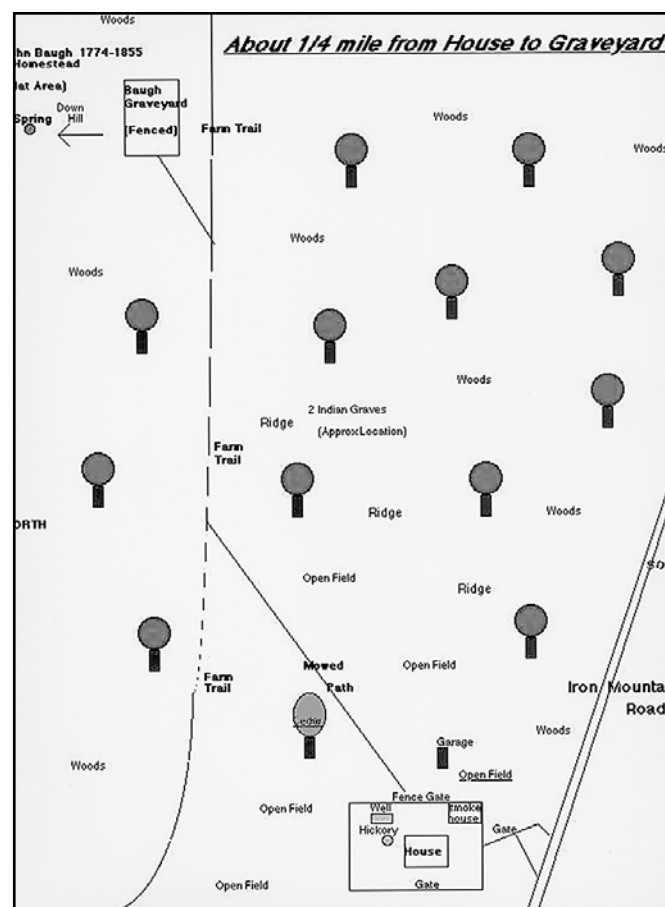 Woods
About 1/4 mile from House to Graveyard
hn Baugh 1774-1855
Homestead
lat Area)
Baugh
Graveyard
(Fenced)
Down
Hill
Spring
Farm Trail
Woods
Woods
Woods
Woods
Woods
2 Indian Graves
(Approx Location)
Ridge
Farm
Trail
Ridge
Woods
ORTH
SO
Open Field
Ridge
Mowed
Path
Open Field
Farm
Trail
Iron Mounta
Road
Cedar
Woods
Garage
Woods
Open Field
Fence Gate
Open Field
Well
smoke
house
Hickory
Gate
House
Open Field
Gate